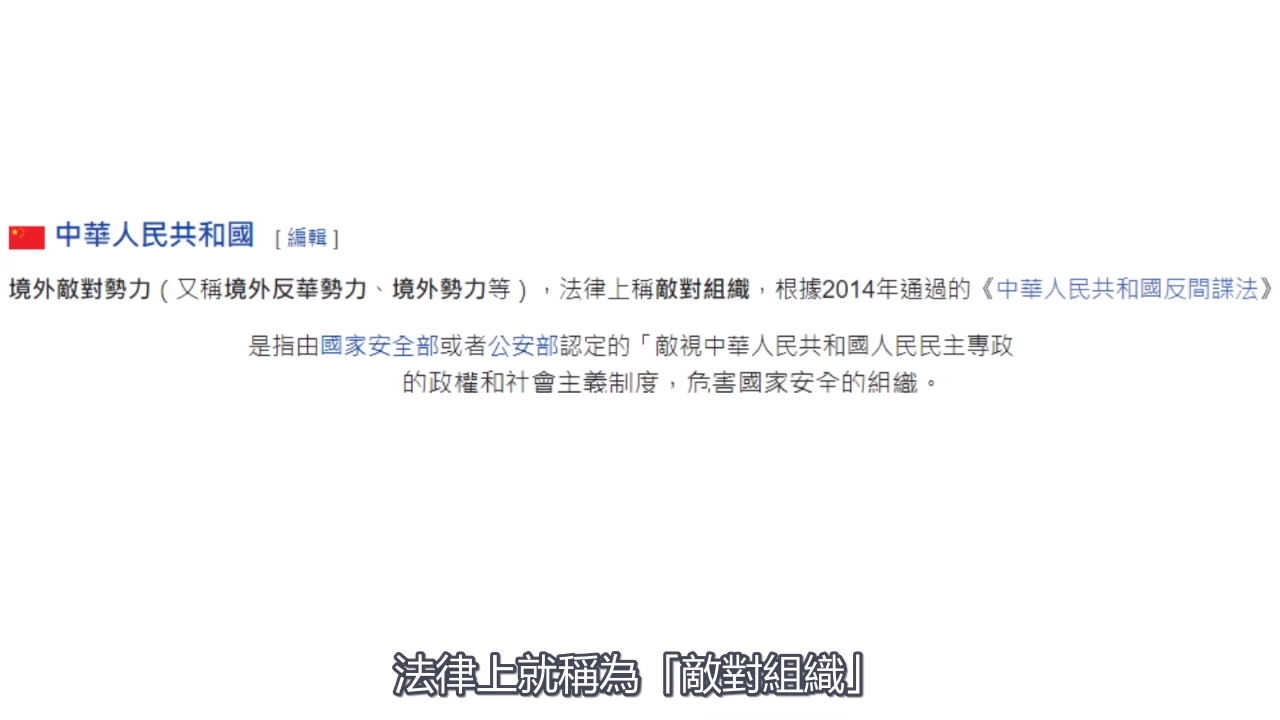 中華人民共和國 [ 編輯 ]
境外敵對勢力（又稱境外反華勢力、境外勢力等），法律上稱敵對組織，根據2014年通過的《中華人民共和國反間諜法》
是指由國家安全部或者公安部認定的「敵視中華人民共和國人民民主專政
的政權和社會主義制度，危害國家安全的組織。
法律上就稱為「敵對組織」